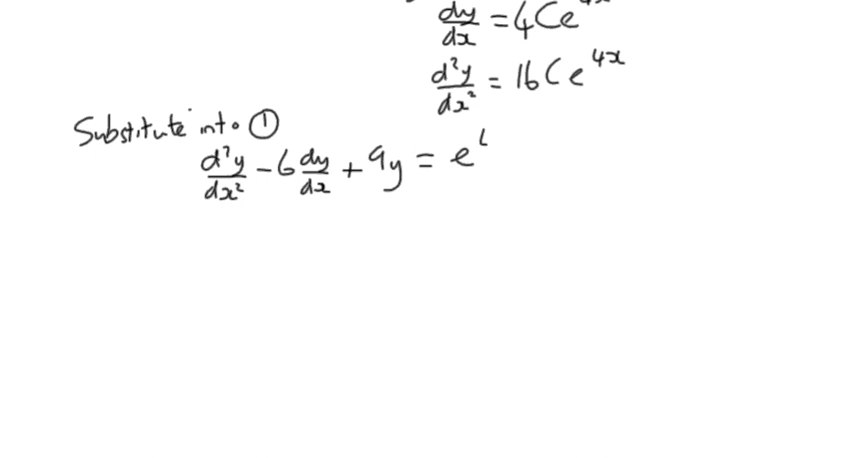 dy/dx = 4Ce^4x
d²y/dx² = 16Ce^4x
Substitute into ①
d²y/dx² - 6 dy/dx + 9y = e